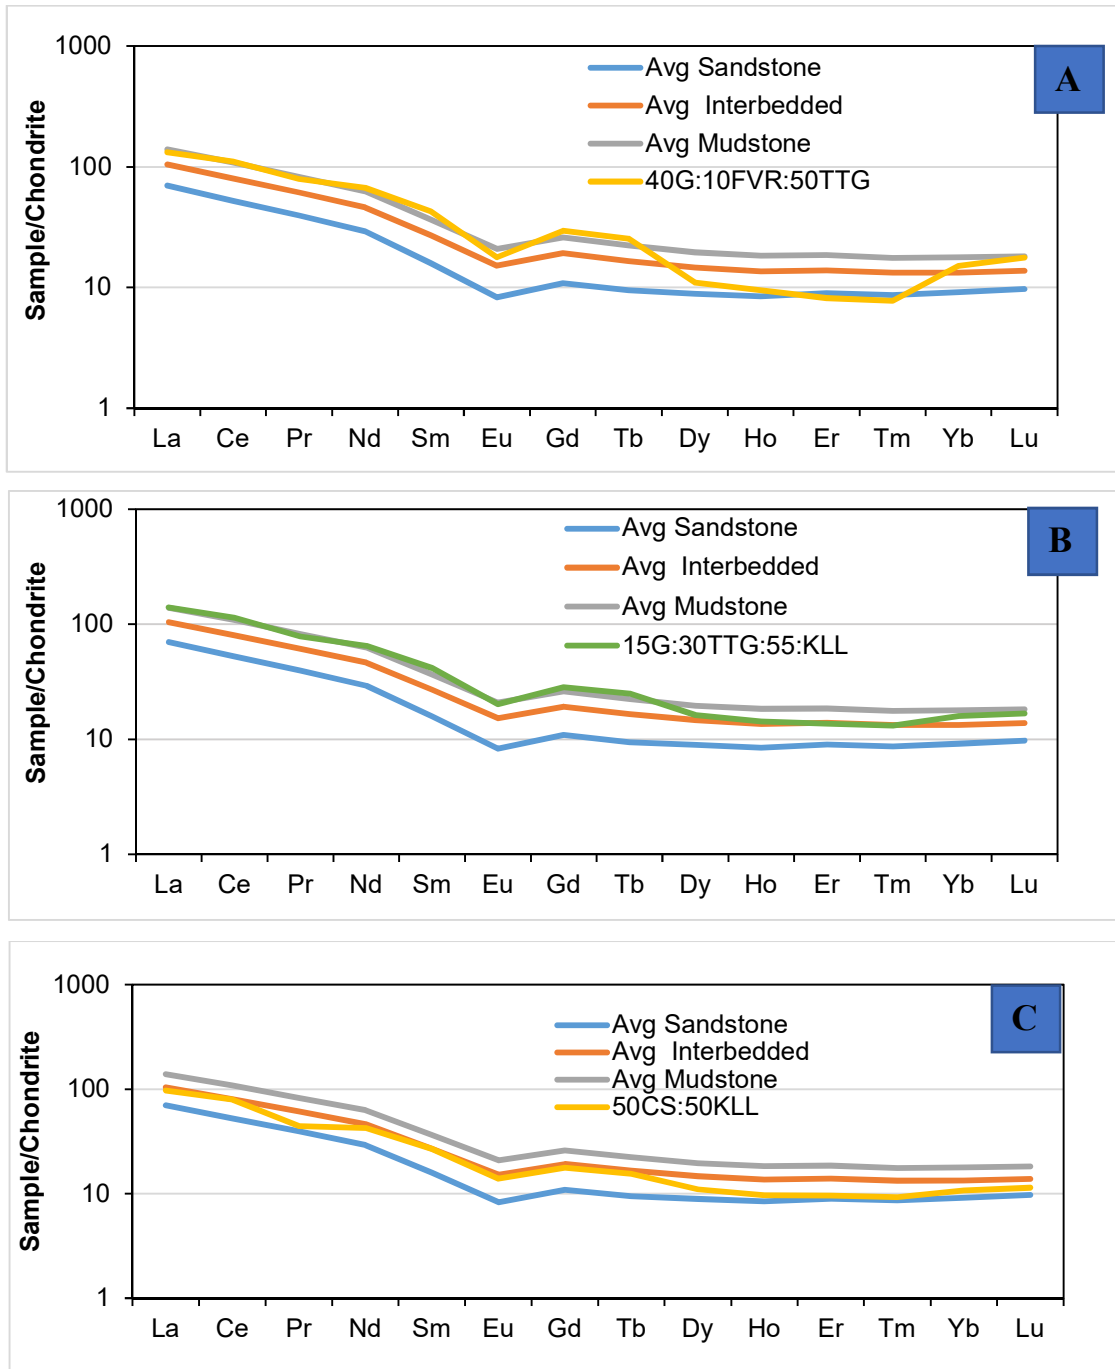 1000
A
Avg Sandstone
Avg Interbedded
100
Avg Mudstone
40G:10FVR:50TTG
10
1
Sample/Chondrite
La Ce Pr Nd Sm Eu Gd Tb Dy Ho Er Tm Yb Lu
1000
B
Avg Sandstone
Avg Interbedded
100
Avg Mudstone
15G:30TTG:55:KLL
10
1
Sample/Chondrite
La Ce Pr Nd Sm Eu Gd Tb Dy Ho Er Tm Yb Lu
1000
C
Avg Sandstone
Avg Interbedded
100
Avg Mudstone
50CS:50KLL
10
1
Sample/Chondrite
La Ce Pr Nd Sm Eu Gd Tb Dy Ho Er Tm Yb Lu